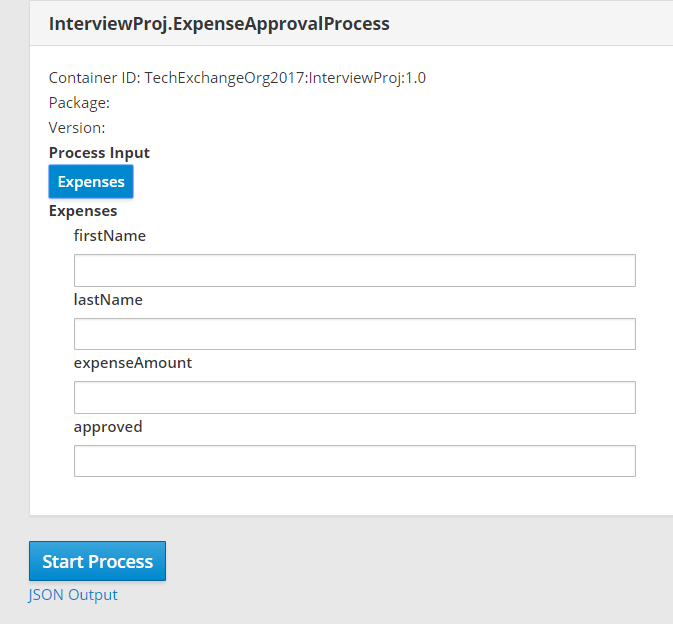 InterviewProj.ExpenseApprovalProcess
Container ID: TechExchangeOrg2017:InterviewProj:1.0
Package:
Version:
Process Input
Expenses
Expenses
firstName
lastName
expenseAmount
approved
Start Process
JSON Output